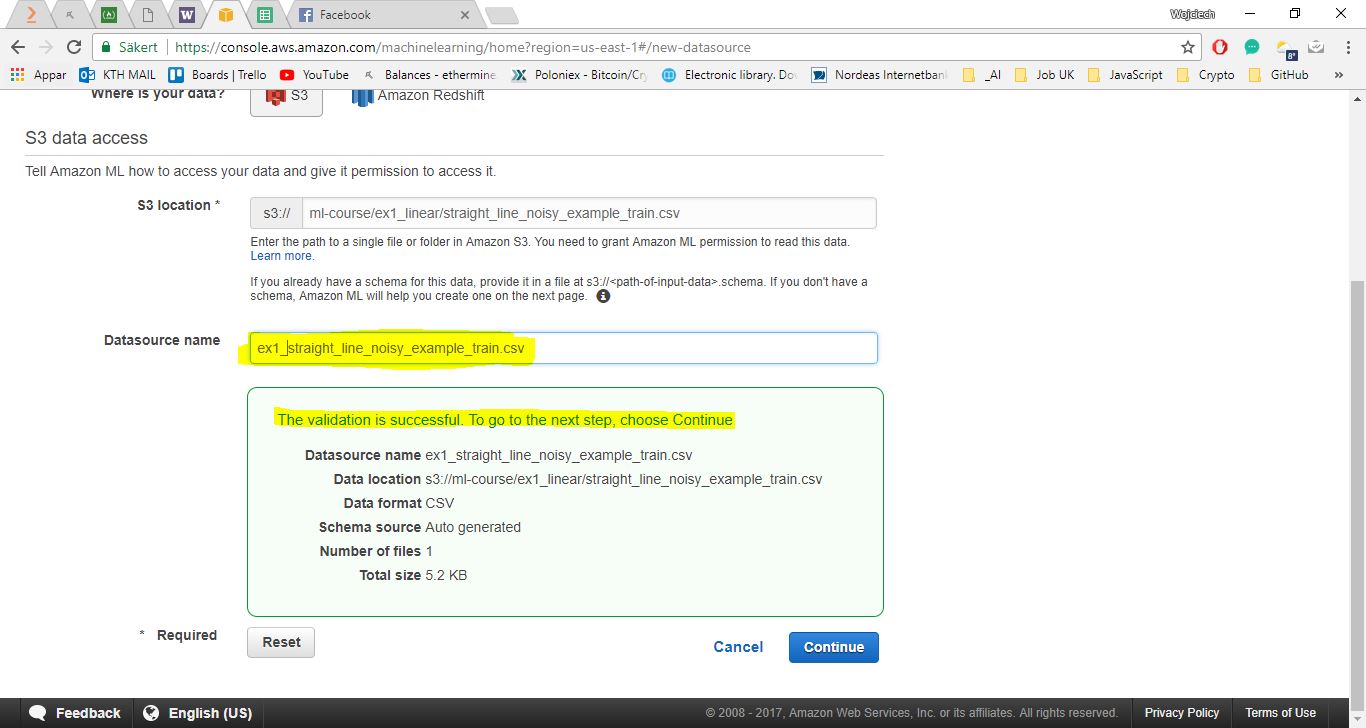 Facebook
Wojciech
Säkert
https://console.aws.amazon.com/machinelearning/home?region=us-east-1#/new-datasource
8°
Appar KTH MAIL Boards | Trello YouTube Balances - ethermine Poloniex - Bitcoin/Cry Electronic library. Do Nordeas Internetban _AI Job UK JavaScript Crypto GitHub »
Where is your data? S3 Amazon Redshift
S3 data access
Tell Amazon ML how to access your data and give it permission to access it.
S3 location * s3:// ml-course/ex1_linear/straight_line_noisy_example_train.csv
Enter the path to a single file or folder in Amazon S3. You need to grant Amazon ML permission to read this data.
Learn more.
If you already have a schema for this data, provide it in a file at s3://<path-of-input-data>.schema. If you don't have a
schema, Amazon ML will help you create one on the next page.
Datasource name ex1_straight_line_noisy_example_train.csv
The validation is successful. To go to the next step, choose Continue
Datasource name ex1_straight_line_noisy_example_train.csv
Data location s3://ml-course/ex1_linear/straight_line_noisy_example_train.csv
Data format CSV
Schema source Auto generated
Number of files 1
Total size 5.2 KB
* Required Reset Cancel Continue
Feedback English (US) © 2008 - 2017, Amazon Web Services, Inc. or its affiliates. All rights reserved. Privacy Policy Terms of Use